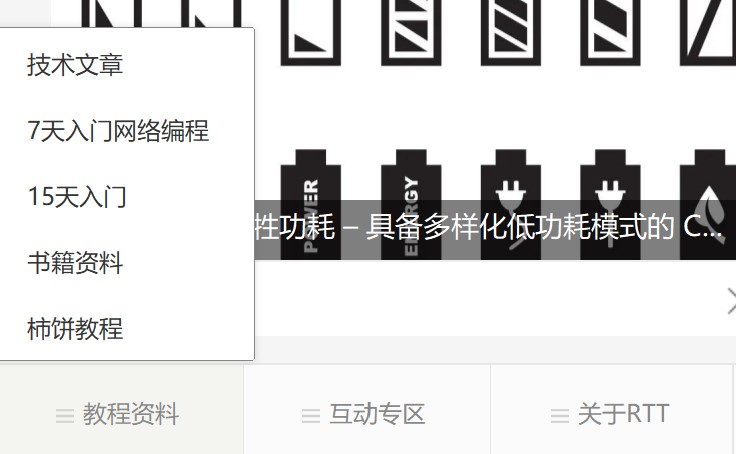 技术文章
7天入门网络编程
15天入门
书籍资料
柿饼教程
POWER
ENERGY
牲功耗 – 具备多样化低功耗模式的 C...
教程资料
互动专区
关于RTT